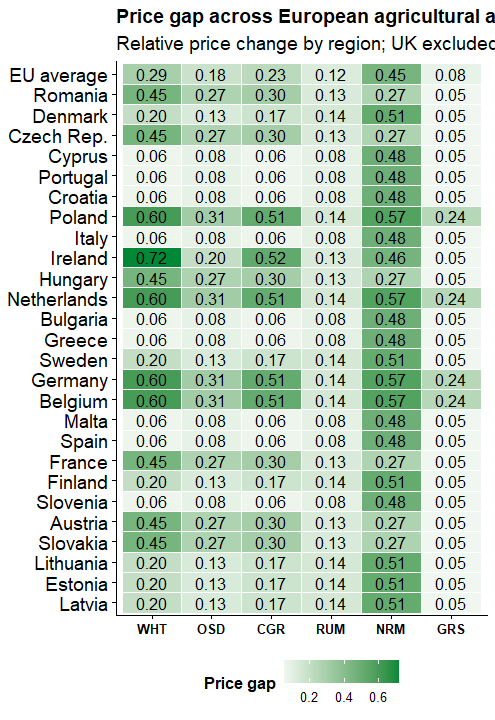 Price gap across European agricultural a
Relative price change by region; UK excluded
EU average 0.29 0.18 0.23 0.12 0.45 0.08
Romania 0.45 0.27 0.30 0.13 0.27 0.05
Denmark 0.20 0.13 0.17 0.14 0.51 0.05
Czech Rep. 0.45 0.27 0.30 0.13 0.27 0.05
Cyprus 0.06 0.08 0.06 0.08 0.48 0.05
Portugal 0.06 0.08 0.06 0.08 0.48 0.05
Croatia 0.06 0.08 0.06 0.08 0.48 0.05
Poland 0.60 0.31 0.51 0.14 0.57 0.24
Italy 0.06 0.08 0.06 0.08 0.48 0.05
Ireland 0.72 0.20 0.52 0.13 0.46 0.05
Hungary 0.45 0.27 0.30 0.13 0.27 0.05
Netherlands 0.60 0.31 0.51 0.14 0.57 0.24
Bulgaria 0.06 0.08 0.06 0.08 0.48 0.05
Greece 0.06 0.08 0.06 0.08 0.48 0.05
Sweden 0.20 0.13 0.17 0.14 0.51 0.05
Germany 0.60 0.31 0.51 0.14 0.57 0.24
Belgium 0.60 0.31 0.51 0.14 0.57 0.24
Malta 0.06 0.08 0.06 0.08 0.48 0.05
Spain 0.06 0.08 0.06 0.08 0.48 0.05
France 0.45 0.27 0.30 0.13 0.27 0.05
Finland 0.20 0.13 0.17 0.14 0.51 0.05
Slovenia 0.06 0.08 0.06 0.08 0.48 0.05
Austria 0.45 0.27 0.30 0.13 0.27 0.05
Slovakia 0.45 0.27 0.30 0.13 0.27 0.05
Lithuania 0.20 0.13 0.17 0.14 0.51 0.05
Estonia 0.20 0.13 0.17 0.14 0.51 0.05
Latvia 0.20 0.13 0.17 0.14 0.51 0.05
WHT OSD CGR RUM NRM GRS
Price gap
0.2 0.4 0.6